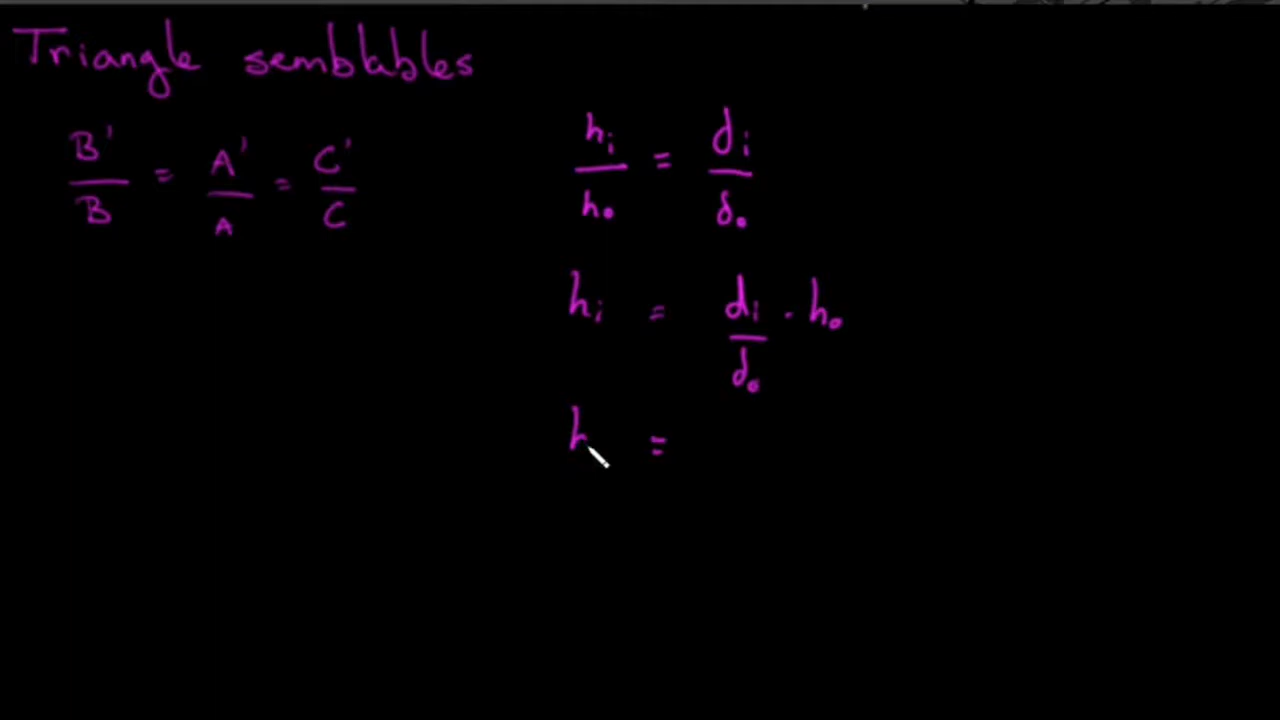 Triangle semblables
B'/B = A'/A = C'/C
hi/ho = di/do
hi = di/do · ho
h =